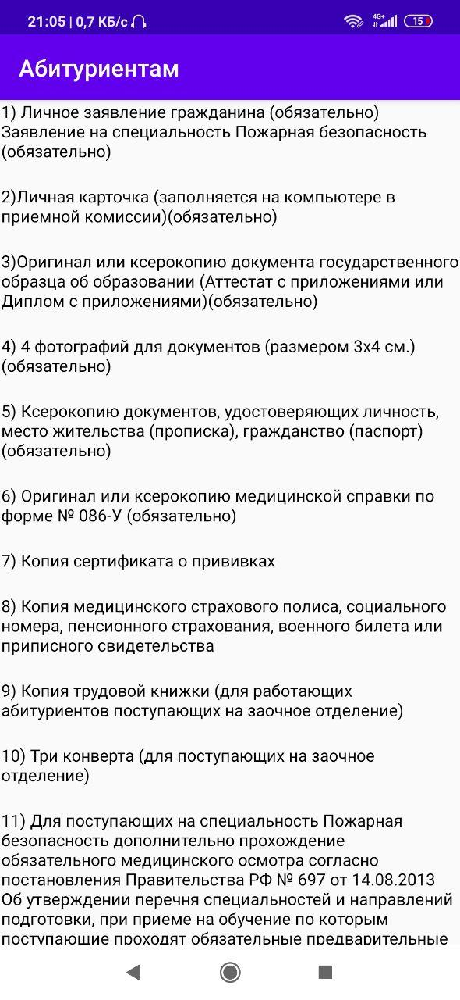 21:05 | 0,7 КБ/с
4G+
15
Абитуриентам
1) Личное заявление гражданина (обязательно)
Заявление на специальность Пожарная безопасность
(обязательно)
2)Личная карточка (заполняется на компьютере в
приемной комиссии)(обязательно)
3)Оригинал или ксерокопию документа государственного
образца об образовании (Аттестат с приложениями или
Диплом с приложениями)(обязательно)
4) 4 фотографий для документов (размером 3х4 см.)
(обязательно)
5) Ксерокопию документов, удостоверяющих личность,
место жительства (прописка), гражданство (паспорт)
(обязательно)
6) Оригинал или ксерокопию медицинской справки по
форме № 086-У (обязательно)
7) Копия сертификата о прививках
8) Копия медицинского страхового полиса, социального
номера, пенсионного страхования, военного билета или
приписного свидетельства
9) Копия трудовой книжки (для работающих
абитуриентов поступающих на заочное отделение)
10) Три конверта (для поступающих на заочное
отделение)
11) Для поступающих на специальность Пожарная
безопасность дополнительно прохождение
обязательного медицинского осмотра согласно
постановления Правительства РФ № 697 от 14.08.2013
Об утверждении перечня специальностей и направлений
подготовки, при приеме на обучение по которым
поступающие проходят обязательные предварительные